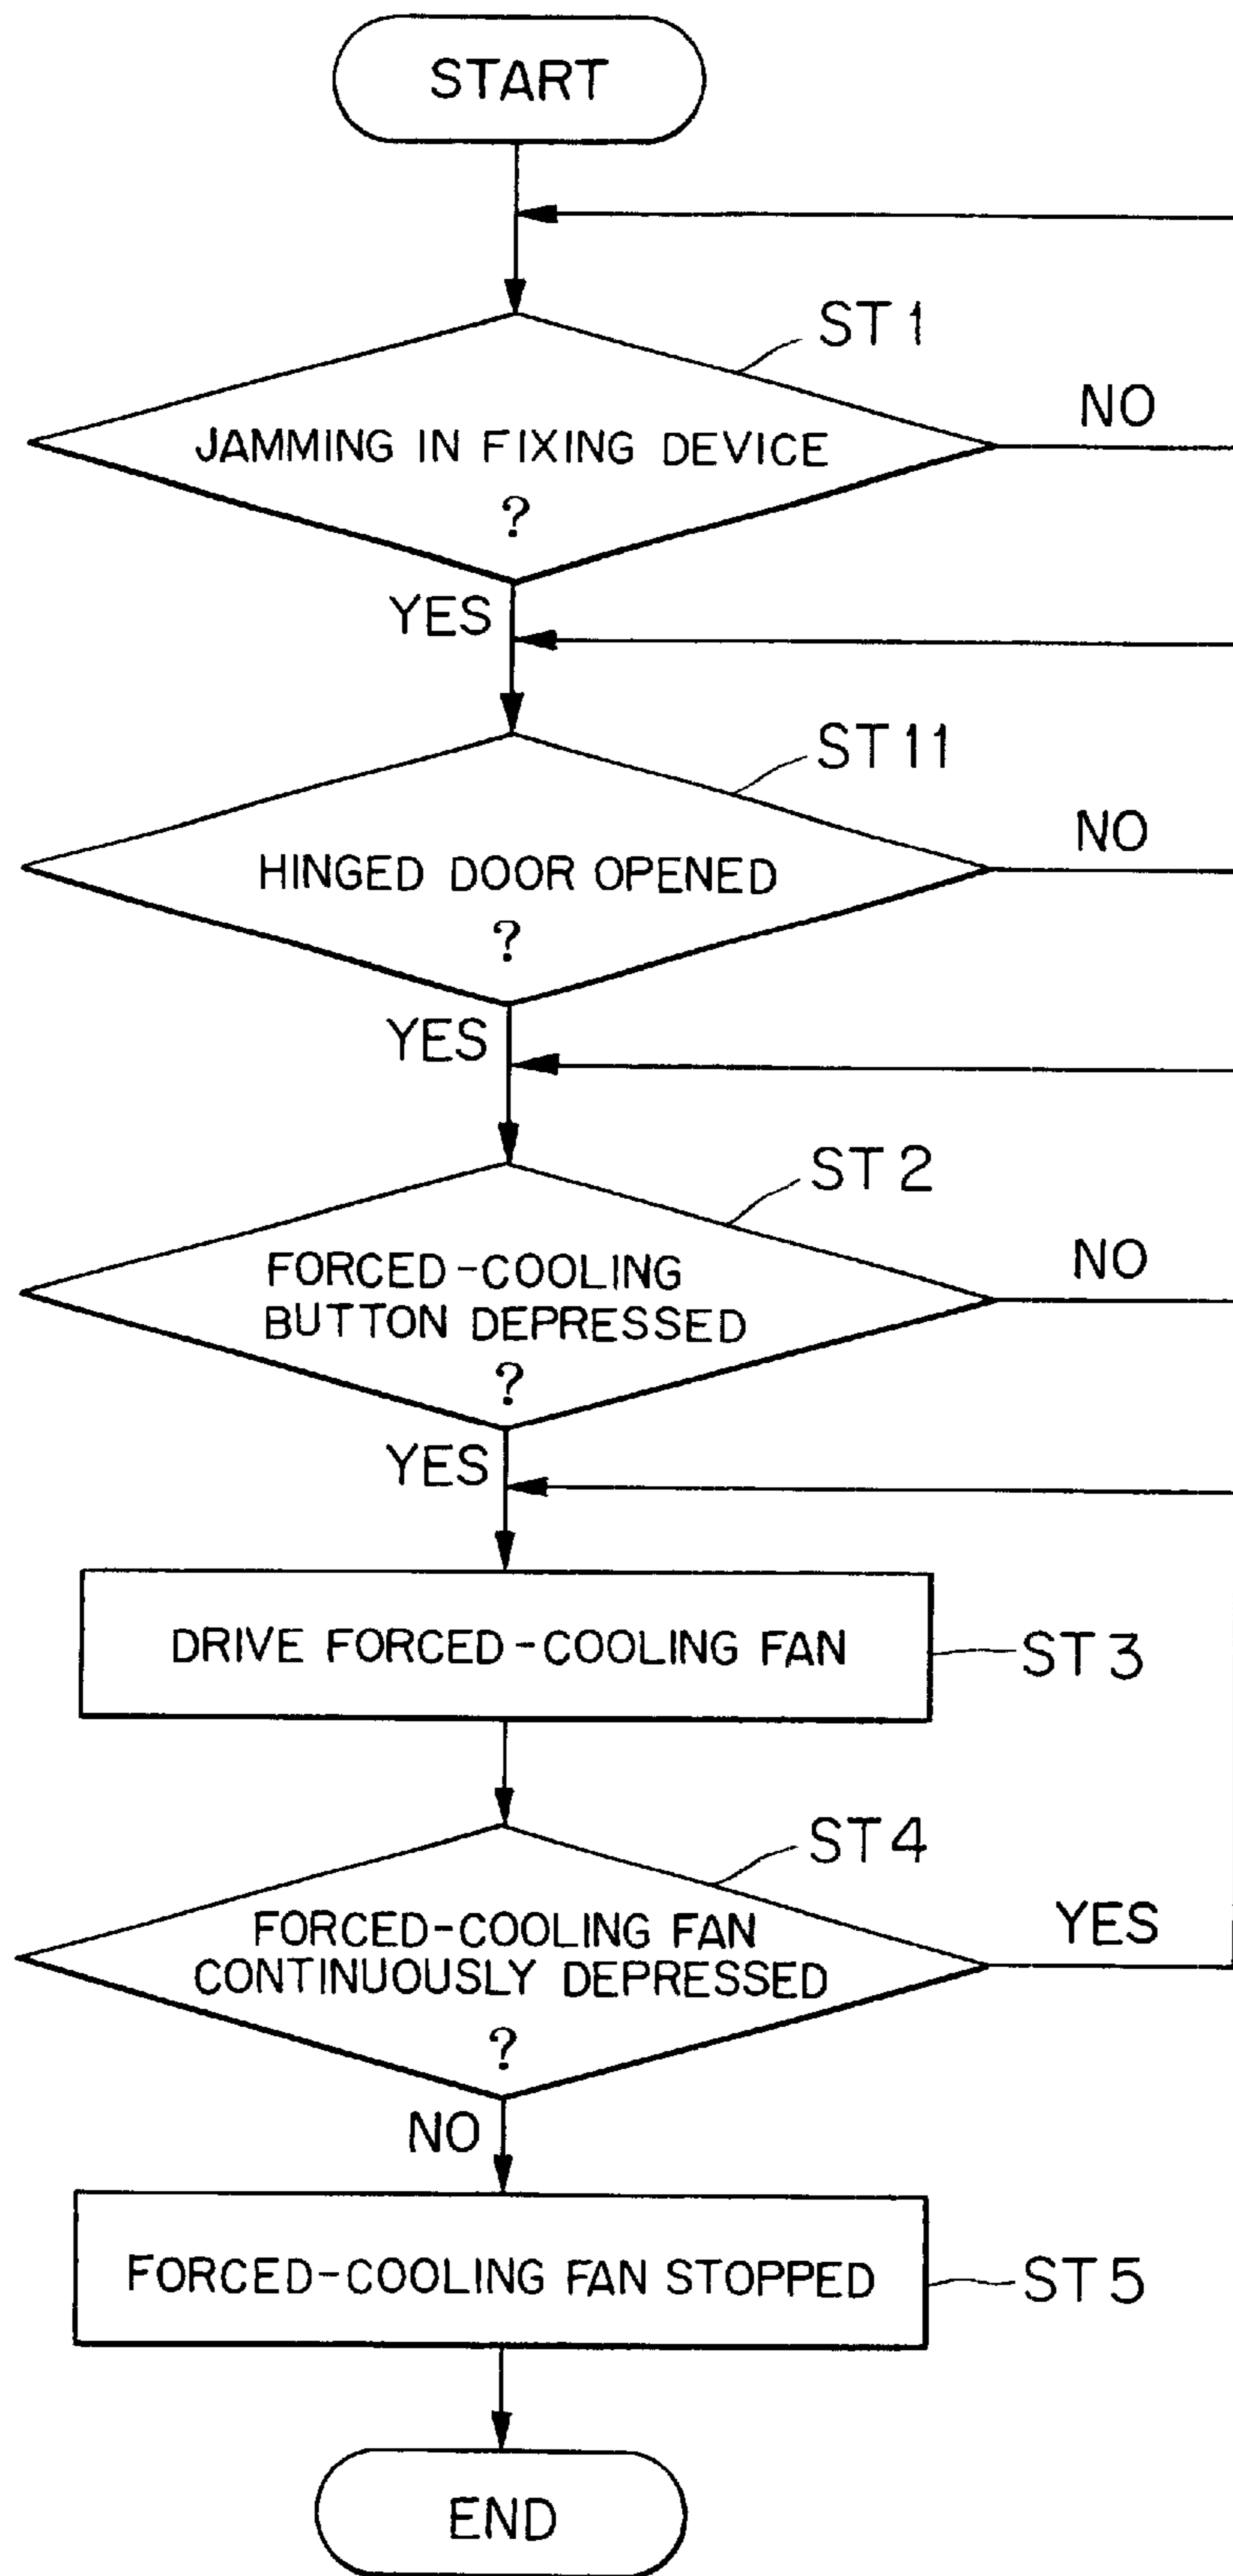 START
ST1
JAMMING IN FIXING DEVICE
?
NO
YES
ST11
HINGED DOOR OPENED
?
NO
YES
ST2
FORCED-COOLING
BUTTON DEPRESSED
?
NO
YES
DRIVE FORCED-COOLING FAN
ST3
ST4
FORCED-COOLING FAN
CONTINUOUSLY DEPRESSED
?
YES
NO
FORCED-COOLING FAN STOPPED
ST5
END